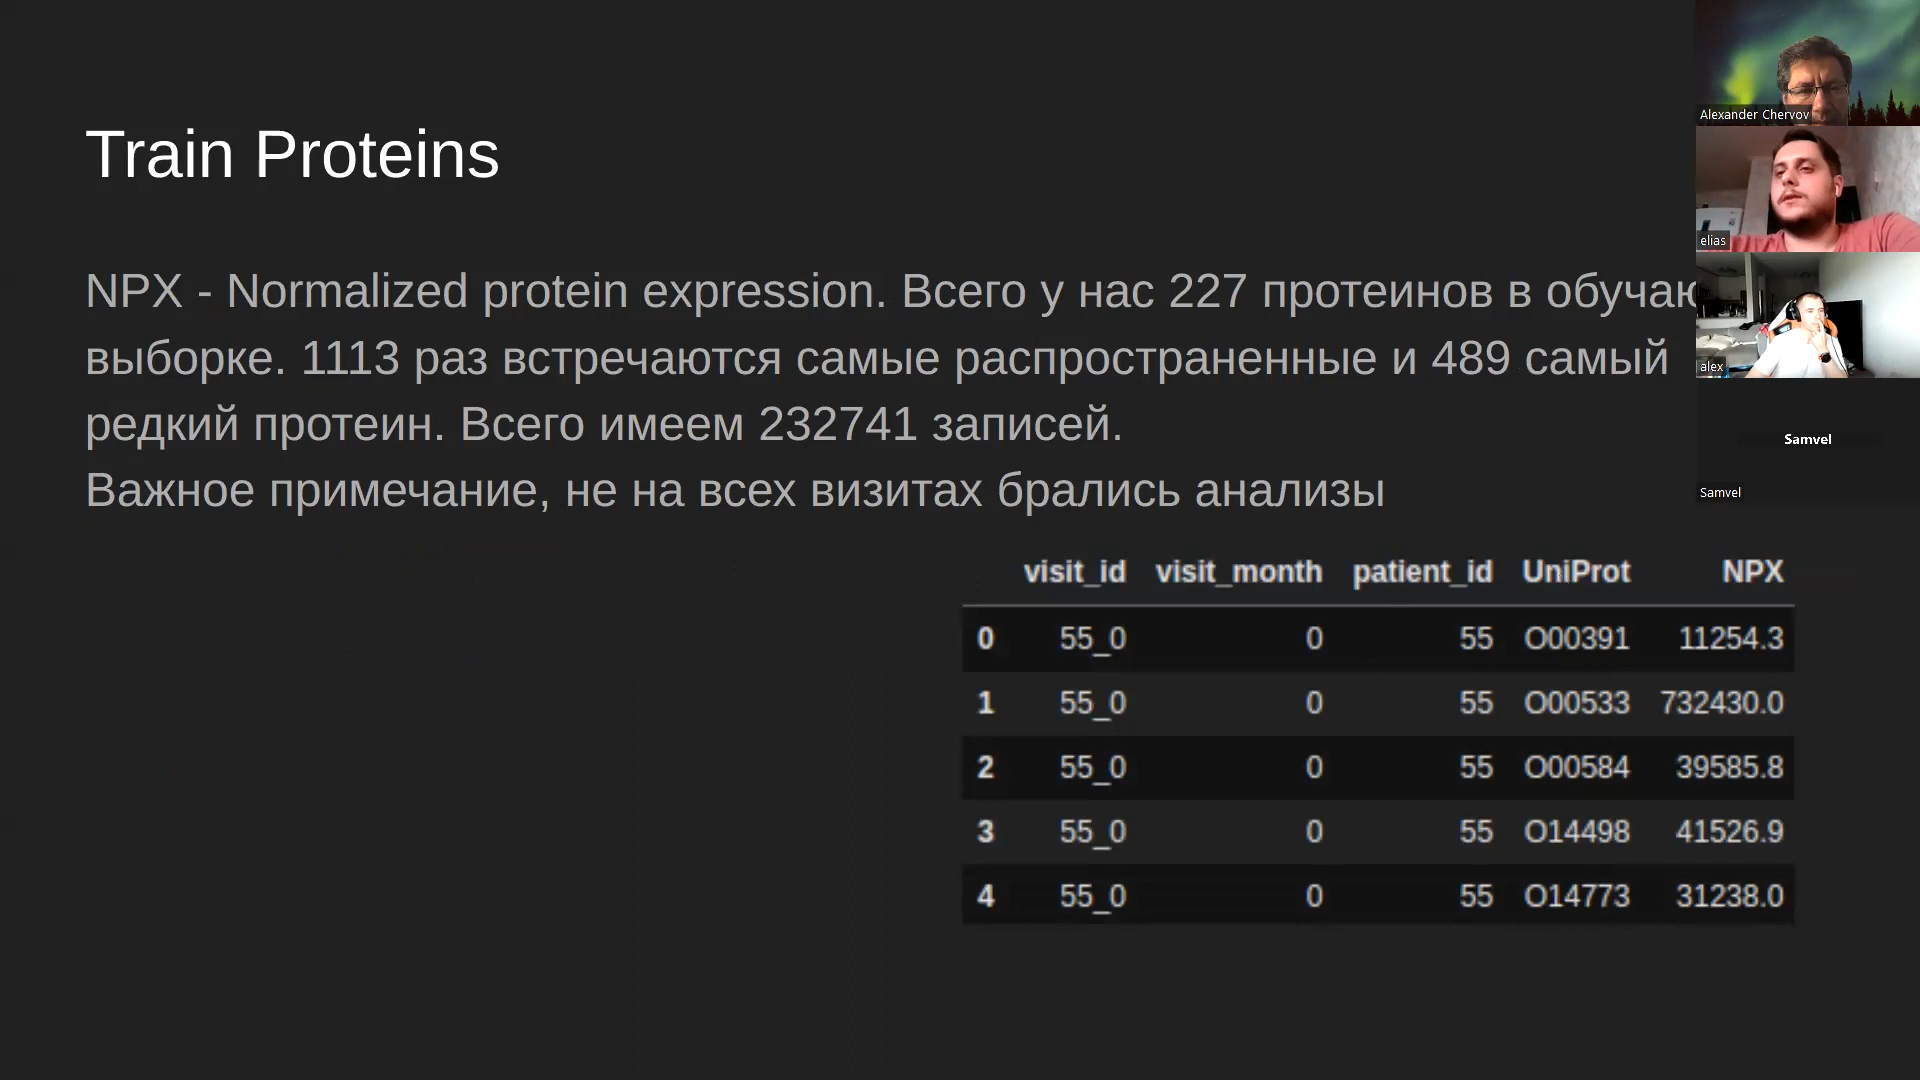 Train Proteins
NPX - Normalized protein expression. Всего у нас 227 протеинов в
выборке. 1113 раз встречаются самые распространенные и 489 самый
редкий протеин. Всего имеем 232741 записей.
Важное примечание, не на всех визитах брались анализы
visit_id visit_month patient_id UniProt NPX
0 55_0 0 55 O00391 11254.3
1 55_0 0 55 O00533 732430.0
2 55_0 0 55 O00584 39585.8
3 55_0 0 55 O14498 41526.9
4 55_0 0 55 O14773 31238.0
Alexander Chervov
elias
alex
Samvel
Samvel